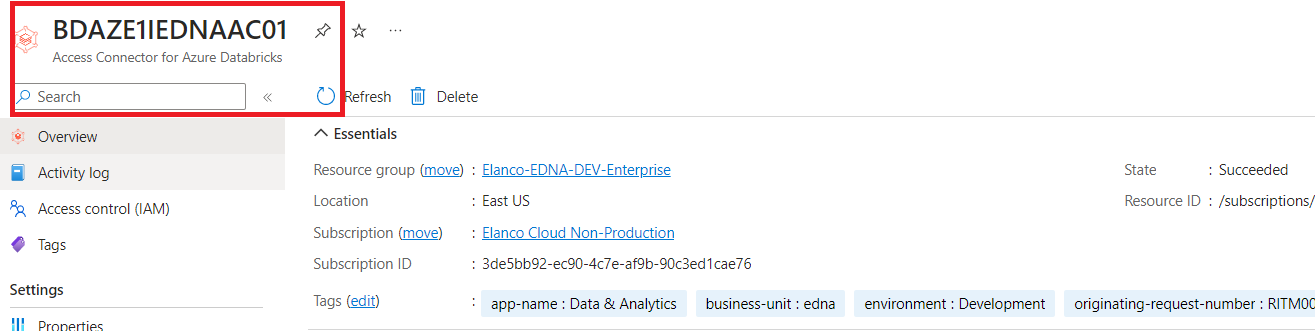 BDAZE1IEDNAAC01
...
Access Connector for Azure Databricks
Search
«
Refresh
Delete
Overview
Activity log
Access control (IAM)
Tags
Settings
Properties
Essentials
Resource group (move) : Elanco-EDNA-DEV-Enterprise
State : Succeeded
Location : East US
Resource ID : /subscriptions/
Subscription (move) : Elanco Cloud Non-Production
Subscription ID : 3de5bb92-ec90-4c7e-af9b-90c3ed1cae76
Tags (edit) : app-name : Data & Analytics business-unit : edna environment : Development originating-request-number : RITM00